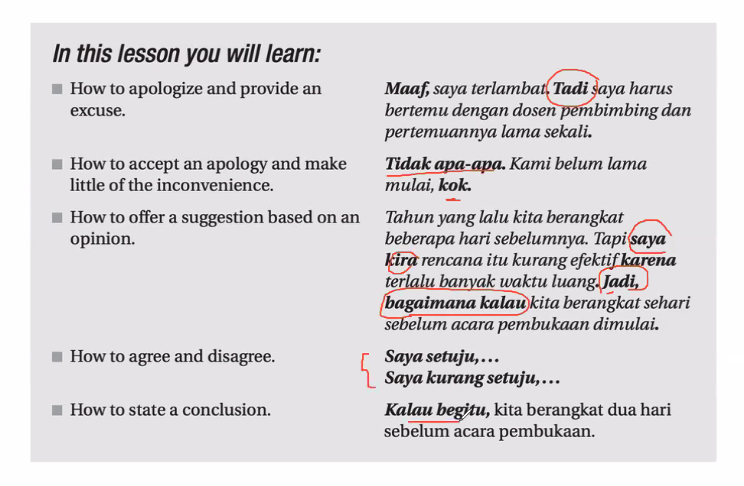 In this lesson you will learn:
■ How to apologize and provide an
excuse.
Maaf, saya terlambat. Tadi saya harus
bertemu dengan dosen pembimbing dan
pertemuannya lama sekali.
■ How to accept an apology and make
little of the inconvenience.
Tidak apa-apa. Kami belum lama
mulai, kok.
■ How to offer a suggestion based on an
opinion.
Tahun yang lalu kita berangkat
beberapa hari sebelumnya. Tapi saya
kira rencana itu kurang efektif karena
terlalu banyak waktu luang. Jadi,
bagaimana kalau kita berangkat sehari
sebelum acara pembukaan dimulai.
■ How to agree and disagree.
Saya setuju,...
Saya kurang setuju,...
■ How to state a conclusion.
Kalau begitu, kita berangkat dua hari
sebelum acara pembukaan.